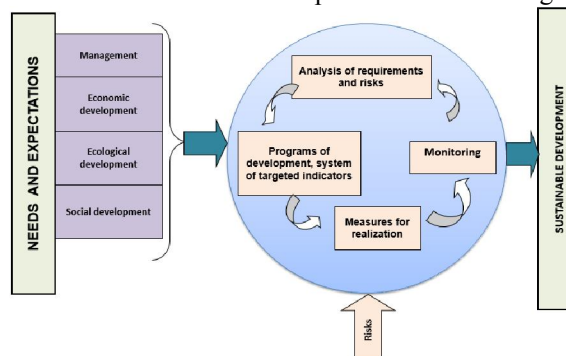 NEEDS AND EXPECTATIONS
Management
Economic
development
Ecological
development
Social development
Analysis of requirements
and risks
Programs of
development, system
of targeted indicators
Monitoring
Measures for
realization
Risks
SUSTAINABLE DEVELOPMENT